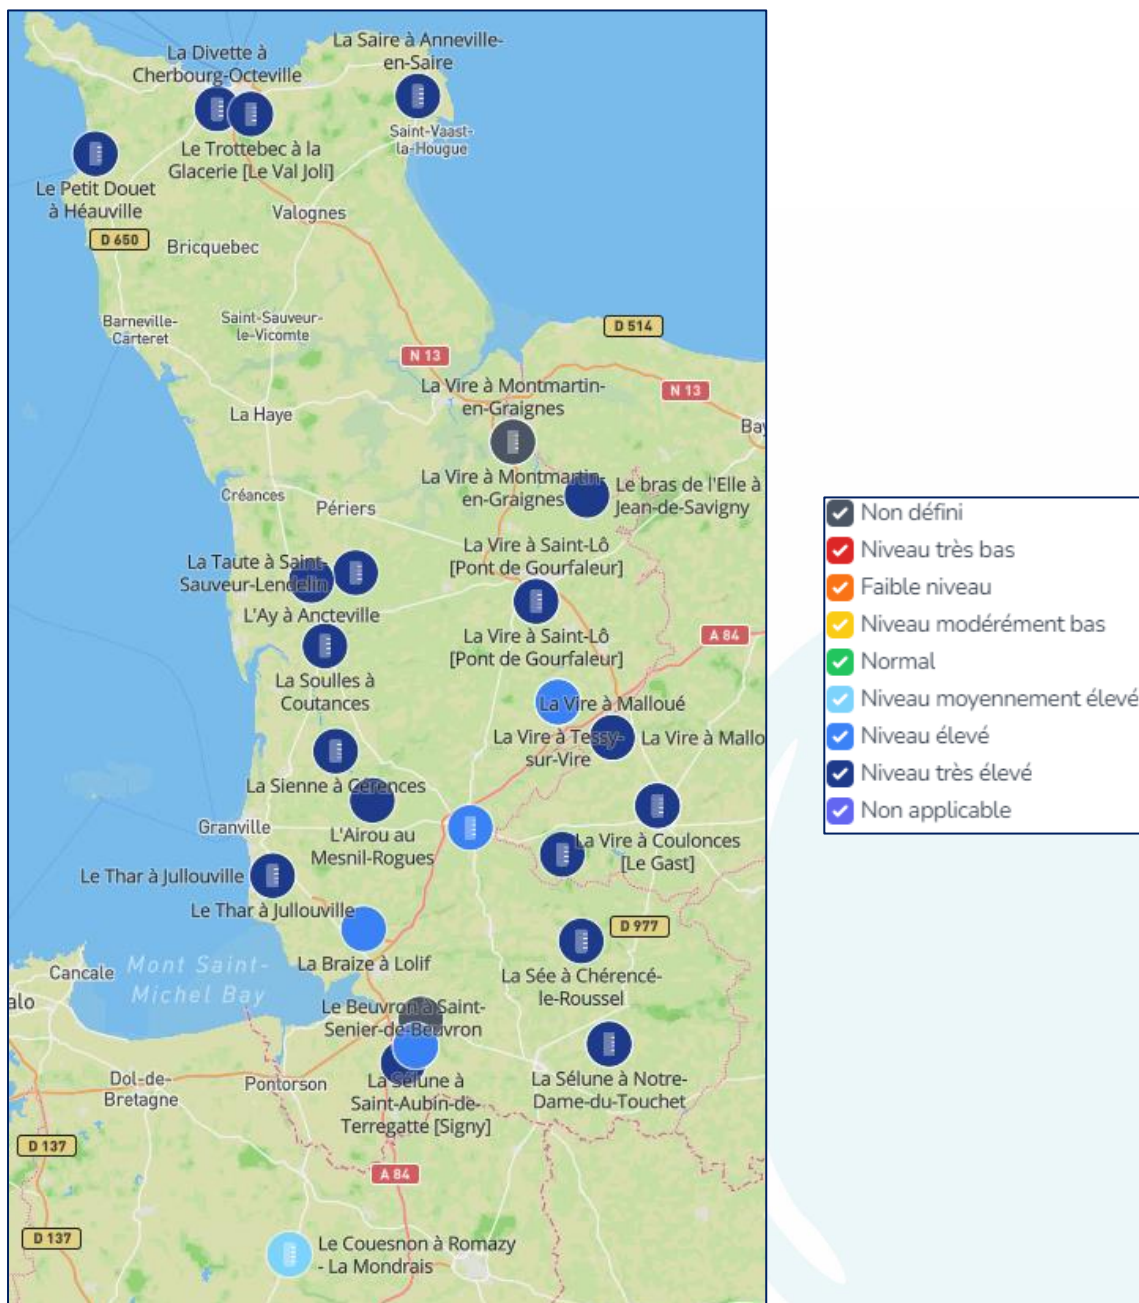 La Divette à
Cherbourg-Octeville
La Saire à Anneville-
en-Saire
Saint-Vaast-
la-Hougue
Le Trottebec à la
Glacerie [Le Val Joli]
Le Petit Douet
à Héauville
Valognes
D 650
Bricquebec
Barneville-
Carteret
Saint-Sauveur-
le-Vicomte
D 514
N 13
La Vire à Montmartin-
en-Graignes
N 13
La Haye
Bay
La Vire à Montmartin-
en-Graignes
Le bras de l'Elle à
Jean-de-Savigny
Créances
Périers
La Vire à Saint-Lô
[Pont de Gourfaleur]
La Taute à Saint-
Sauveur-Lendelin
L'Ay à Ancteville
La Vire à Saint-Lô
[Pont de Gourfaleur]
A 84
La Soulles à
Coutances
La Vire à Malloué
La Vire à Tessy-
sur-Vire
La Vire à Mallo
La Sienne à Cérences
Granville
L'Airou au
Mesnil-Rogues
La Vire à Coulonces
[Le Gast]
Le Thar à Jullouville
Le Thar à Jullouville
D 977
La Braize à Lolif
Cancale
Mont Saint-
Michel Bay
alo
La Sée à Chérencé-
le-Roussel
Le Beuvron à Saint-
Senier-de-Beuvron
Dol-de-
Bretagne
Pontorson
La Sélune à
Saint-Aubin-de-
Terregatte [Signy]
La Sélune à Notre-
Dame-du-Touchet
D 137
A 84
D 137
Le Couesnon à Romazy
- La Mondrais
Non défini
Niveau très bas
Faible niveau
Niveau modérément bas
Normal
Niveau moyennement élevé
Niveau élevé
Niveau très élevé
Non applicable